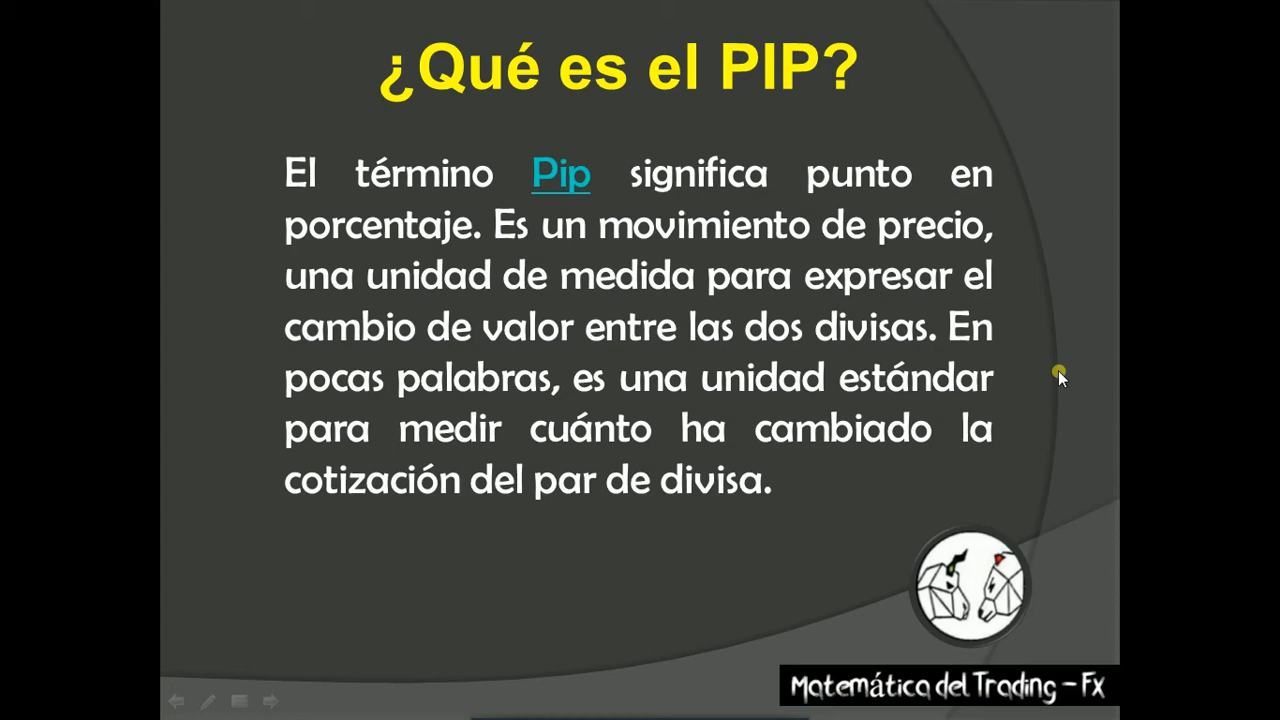 ¿Qué es el PIP?
El término Pip significa punto en
porcentaje. Es un movimiento de precio,
una unidad de medida para expresar el
cambio de valor entre las dos divisas. En
pocas palabras, es una unidad estándar
para medir cuánto ha cambiado la
cotización del par de divisa.
Matemática del Trading - Fx